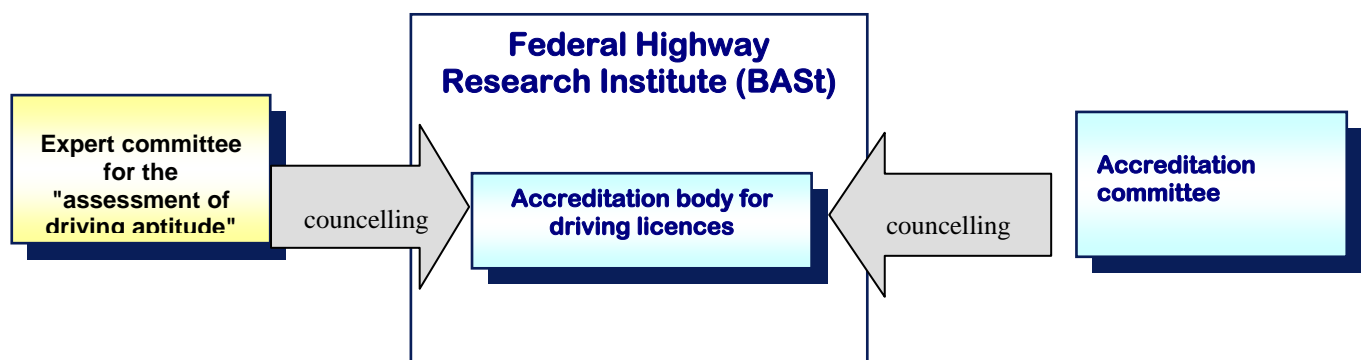 Federal Highway
Research Institute (BASt)
Expert committee
for the
"assessment of
driving aptitude"
councelling
Accreditation body for
driving licences
councelling
Accreditation
committee